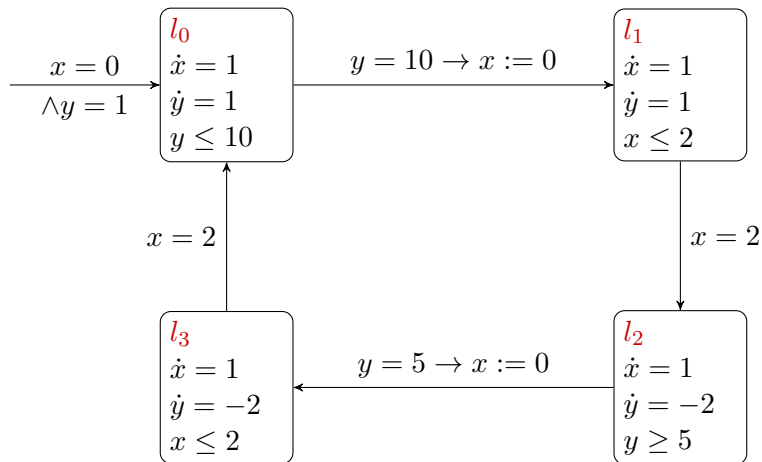 l₀
ẋ = 1
ẏ = 1
y ≤ 10
x = 0
∧y = 1
y = 10 → x := 0
l₁
ẋ = 1
ẏ = 1
x ≤ 2
x = 2
x = 2
l₃
ẋ = 1
ẏ = −2
x ≤ 2
y = 5 → x := 0
l₂
ẋ = 1
ẏ = −2
y ≥ 5